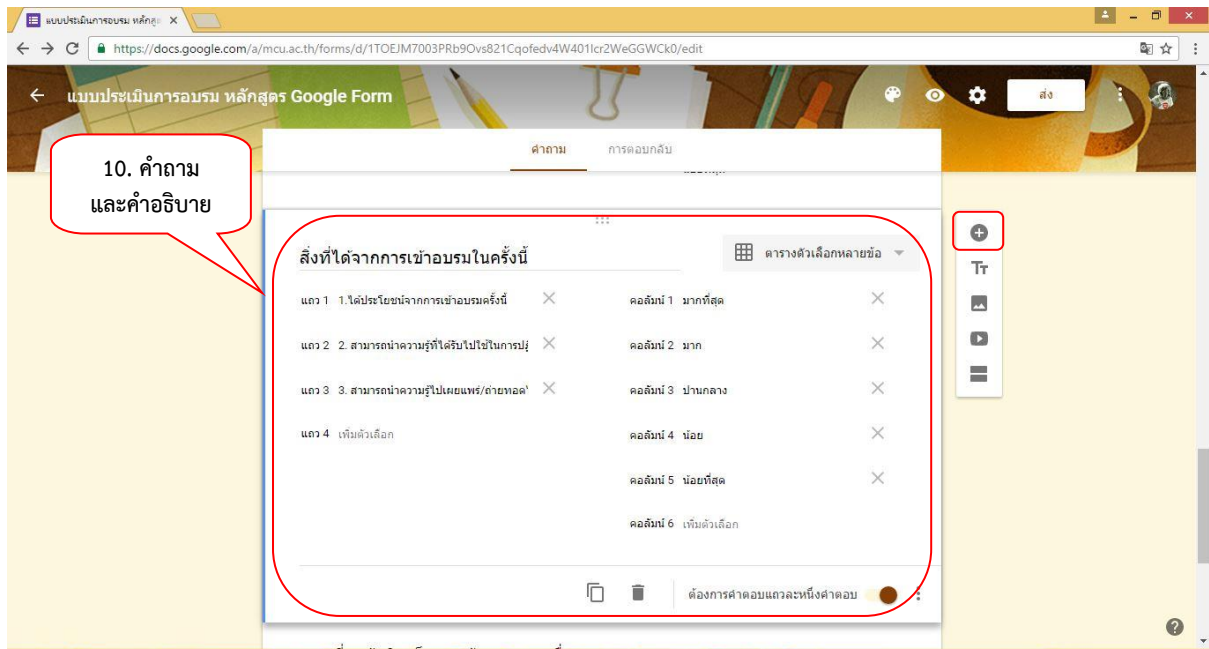 แบบประเมินการอบรม หลักสู
https://docs.google.com/a/mcu.ac.th/forms/d/1TOEJM7003PRb9Ovs821Cqofedv4W401Icr2WeGGWCk0/edit
แบบประเมินการอบรม หลักสูตร Google Form
ส่ง
คำถาม การตอบกลับ
10. คำถาม
และคำอธิบาย
สิ่งที่ได้จากการเข้าอบรมในครั้งนี้
ตารางตัวเลือกหลายข้อ
แถว 1 1.ได้ประโยชน์จากการเข้าอบรมครั้งนี้ คอลัมน์ 1 มากที่สุด
แถว 2 2. สามารถนำความรู้ที่ได้รับไปใช้ในการปฏ คอลัมน์ 2 มาก
แถว 3 3. สามารถนำความรู้ไปเผยแพร่/ถ่ายทอด คอลัมน์ 3 ปานกลาง
แถว 4 เพิ่มตัวเลือก คอลัมน์ 4 น้อย
คอลัมน์ 5 น้อยที่สุด
คอลัมน์ 6 เพิ่มตัวเลือก
Tт
ต้องการคำตอบแถวละหนึ่งคำตอบ